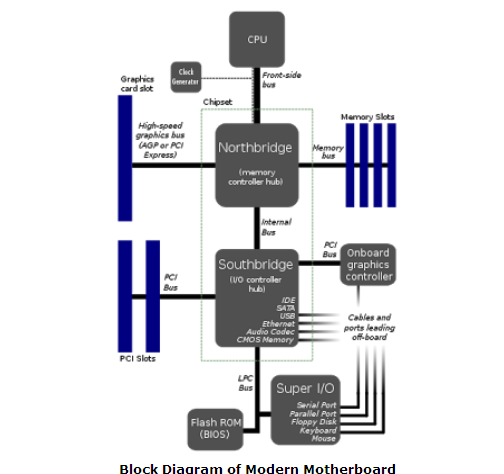 CPU
Clock
Generator
Front-side
bus
Graphics
card slot
Chipset
High-speed
graphics bus
(AGP or PCI
Express)
Northbridge
(memory
controller hub)
Memory
bus
Memory Slots
Internal
Bus
PCI
Bus
Southbridge
(I/O controller
hub)
PCI
Bus
Onboard
graphics
controller
IDE
SATA
USB
Ethernet
Audio Codec
CMOS Memory
Cables and
ports leading
off-board
PCI Slots
LPC
Bus
Super I/O
Serial Port
Parallel Port
Floppy Disk
Keyboard
Mouse
Flash ROM
(BIOS)
Block Diagram of Modern Motherboard